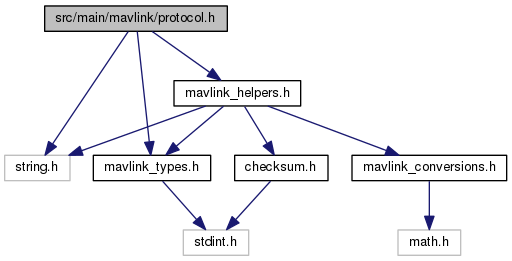 src/main/mavlink/protocol.h
mavlink_helpers.h
string.h
mavlink_types.h
checksum.h
mavlink_conversions.h
stdint.h
math.h